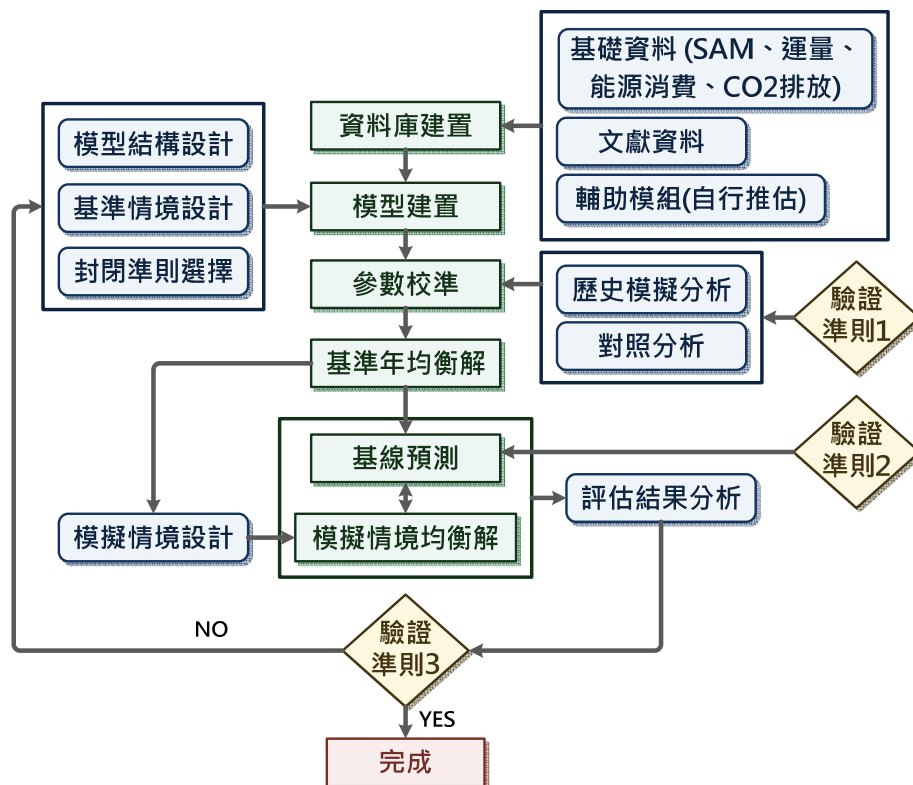 基礎資料 (SAM、運量、
能源消費、CO2排放)
文獻資料
輔助模組(自行推估)
資料庫建置
模型結構設計
基準情境設計
封閉準則選擇
模型建置
參數校準
歷史模擬分析
對照分析
驗證
準則1
基準年均衡解
驗證
準則2
基線預測
評估結果分析
模擬情境設計
模擬情境均衡解
NO
驗證
準則3
YES
完成